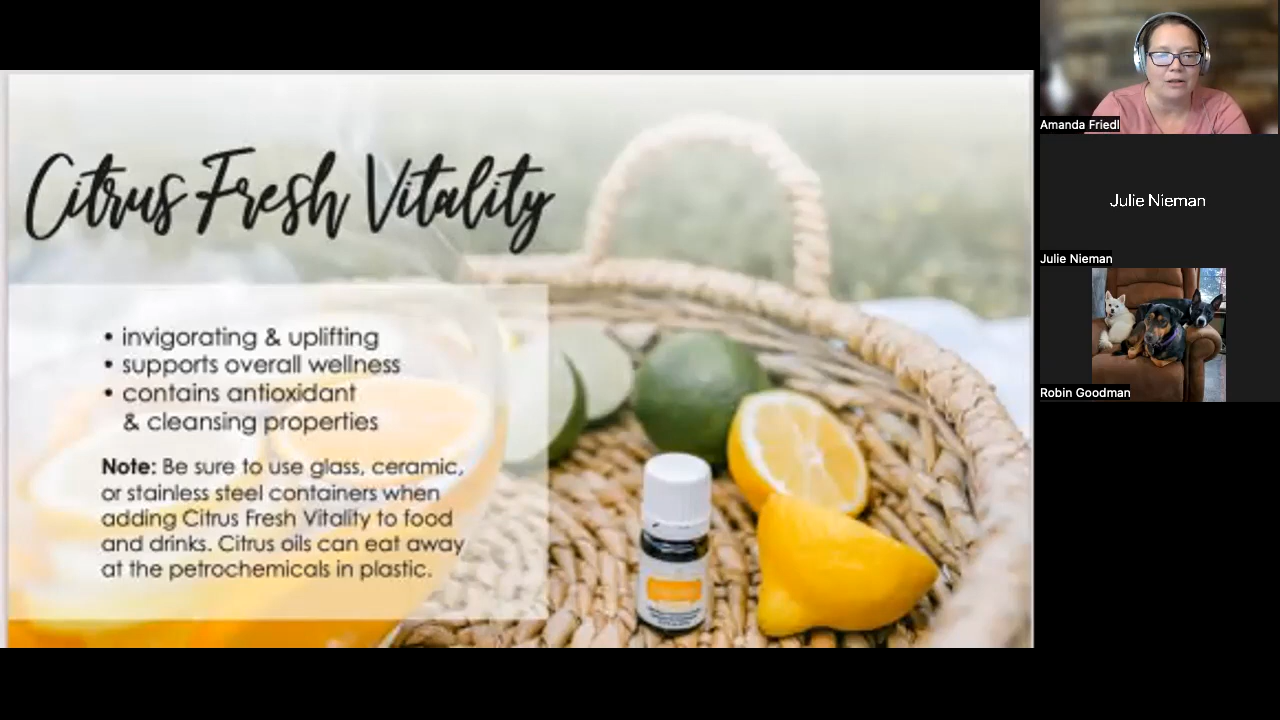 Citrus Fresh Vitality
• invigorating & uplifting
• supports overall wellness
• contains antioxidant
& cleansing properties
Note: Be sure to use glass, ceramic,
or stainless steel containers when
adding Citrus Fresh Vitality to food
and drinks. Citrus oils can eat away
at the petrochemicals in plastic.
Amanda Friedl
Julie Nieman
Julie Nieman
Robin Goodman